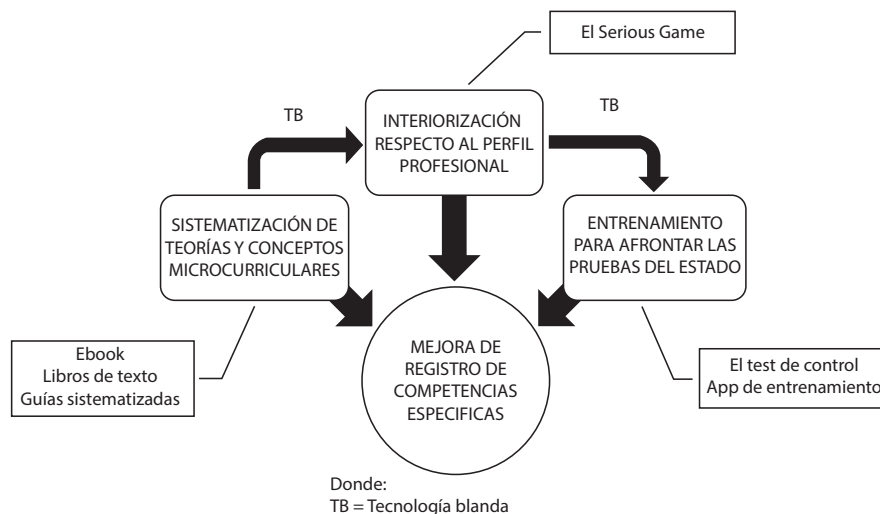 El Serious Game
TB
INTERIORIZACIÓN
RESPECTO AL PERFIL
PROFESIONAL
TB
SISTEMATIZACIÓN DE
TEORÍAS Y CONCEPTOS
MICROCURRICULARES
ENTRENAMIENTO
PARA AFRONTAR LAS
PRUEBAS DEL ESTADO
Ebook
Libros de texto
Guías sistematizadas
MEJORA DE
REGISTRO DE
COMPETENCIAS
ESPECIFICAS
El test de control
App de entrenamiento
Donde:
TB = Tecnología blanda